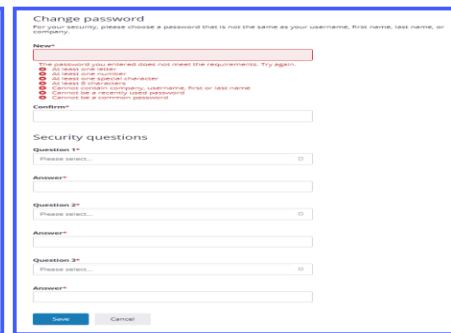 Change password
For your security, please choose a password that is not the same as your username, first name, last name, or
company.
New*
The password you entered does not meet the requirements. Try again.
At least one letter
At least one number
At least one special character
At least 8 characters
Cannot contain company, username, first or last name
Cannot be a recently used password
Cannot be a common password
Confirm*
Security questions
Question 1*
Please select...
Answer*
Question 2*
Please select...
Answer*
Question 3*
Please select...
Answer*
Save Cancel